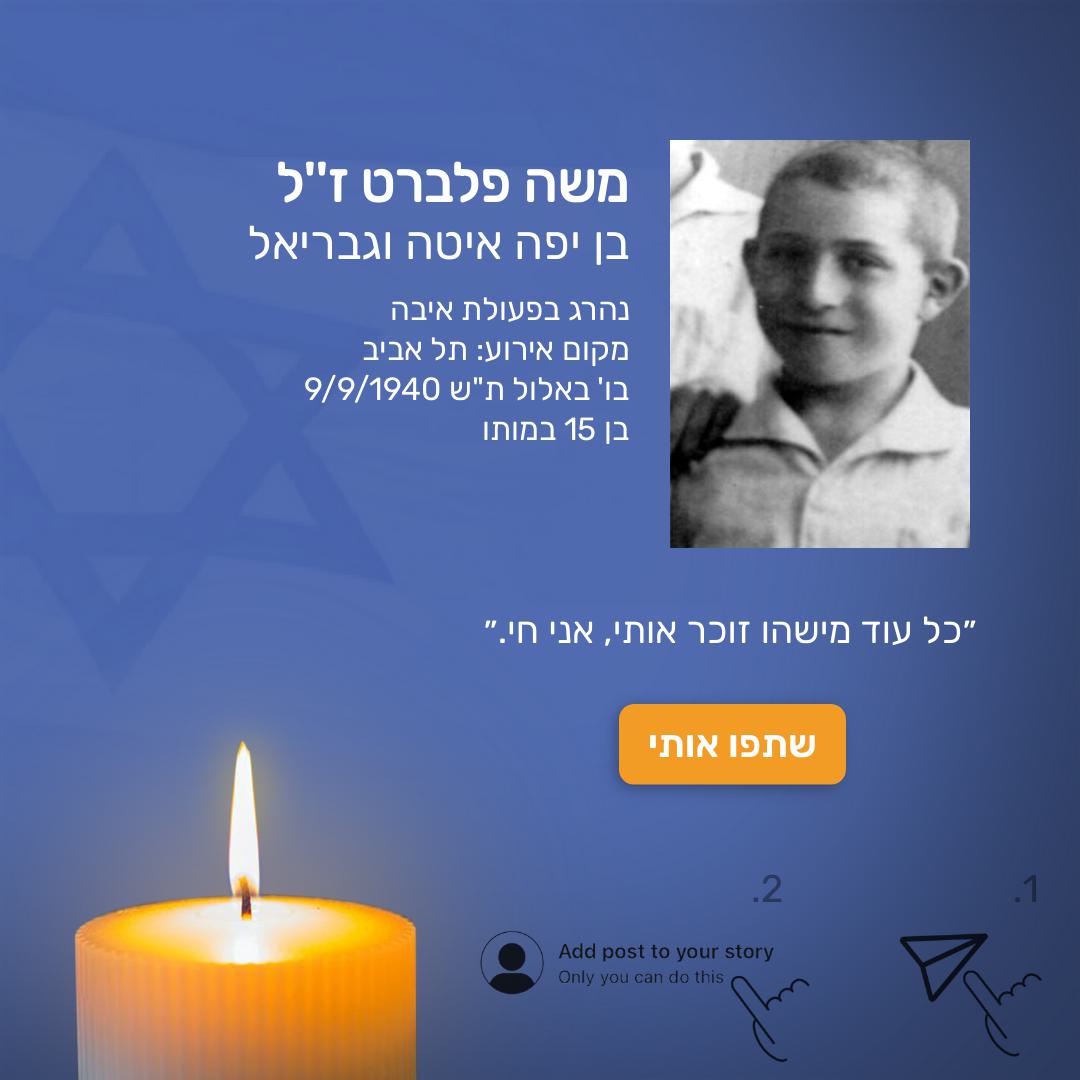 משה פלברט ז"ל
בן יפה איטה וגבריאל
נהרג בפעולת איבה
מקום אירוע: תל אביב
בו' באלול ת"ש 9/9/1940
בן 15 במותו
״כל עוד מישהו זוכר אותי, אני חי.״
שתפו אותי
1.
2.
Add post to your story
Only you can do this